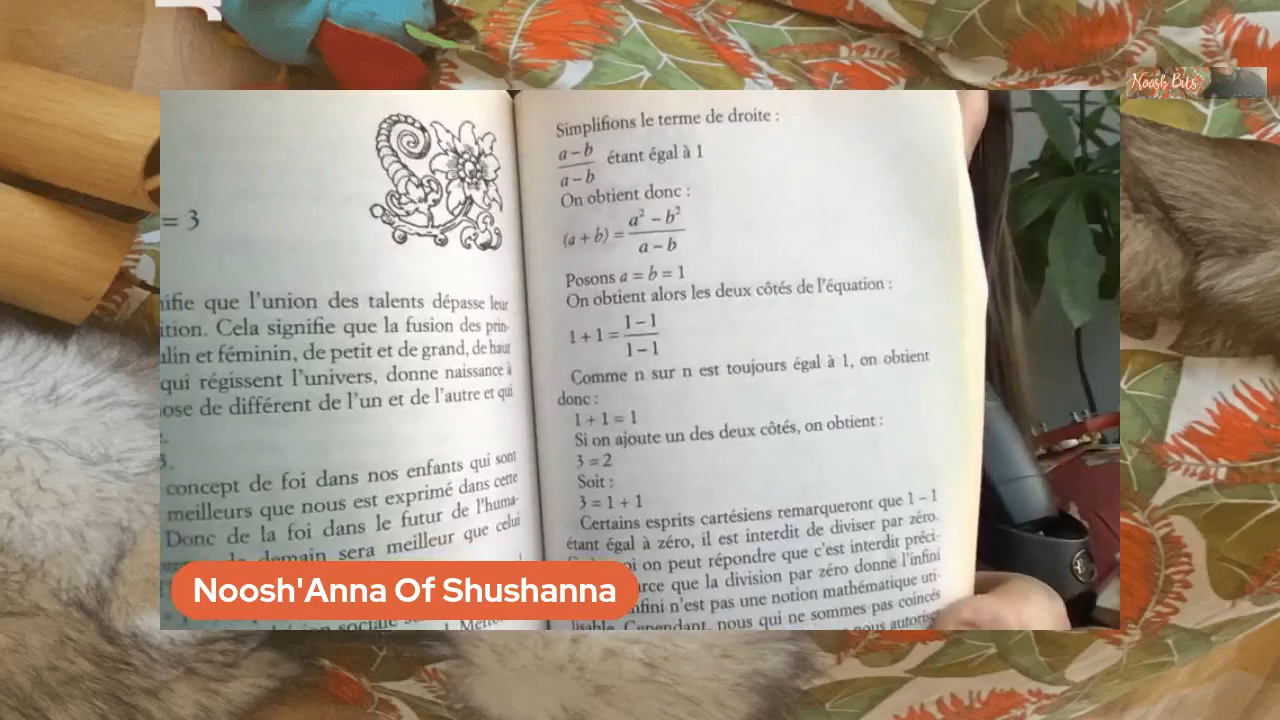 Noosh Bits
= 3
nifie que l'union des talents dépasse leur
ition. Cela signifie que la fusion des prin-
ulin et féminin, de petit et de grand, de haut
qui régissent l'univers, donne naissance à
ose de différent de l'un et de l'autre et qui
3.
concept de foi dans nos enfants qui sont
meilleurs que nous est exprimé dans cette
Donc de la foi dans le futur de l'huma-
demain sera meilleur que celui
sociale
Simplifions le terme de droite :
a – b
a – b
étant égal à 1
On obtient donc :
(a + b) = a² – b²
a – b
Posons a = b = 1
On obtient alors les deux côtés de l'équation :
1 + 1 = 1 – 1
1 – 1
Comme n sur n est toujours égal à 1, on obtient
donc :
1 + 1 = 1
Si on ajoute un des deux côtés, on obtient :
3 = 2
Soit :
3 = 1 + 1
Certains esprits cartésiens remarqueront que 1 – 1
étant égal à zéro, il est interdit de diviser par zéro.
oi on peut répondre que c'est interdit préci-
rce que la division par zéro donne l'infini
nfini n'est pas une notion mathématique uti-
lisable. Cependant, nous qui ne sommes pas coincés
nous autorise
Noosh'Anna Of Shushanna